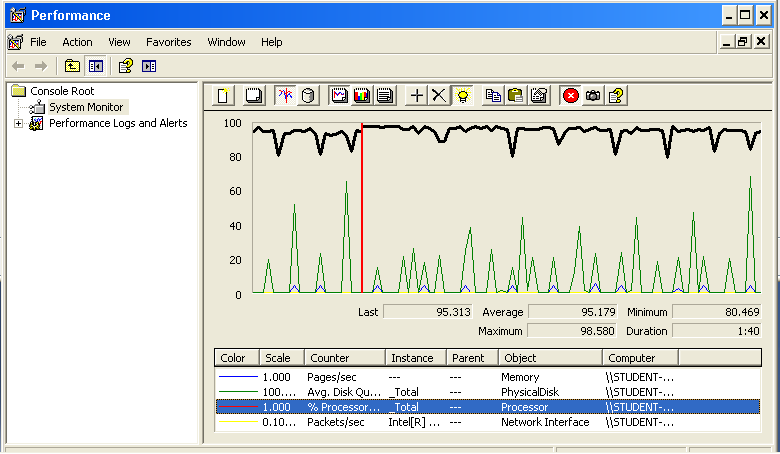 Performance
File Action View Favorites Window Help
Console Root
System Monitor
Performance Logs and Alerts
100
80
60
40
20
0
Last 95.313 Average 95.179 Minimum 80.469
Maximum 98.580 Duration 1:40
Color Scale Counter Instance Parent Object Computer
1.000 Pages/sec --- --- Memory \\STUDENT-...
100.... Avg. Disk Qu... _Total --- PhysicalDisk \\STUDENT-...
1.000 % Processor... _Total --- Processor \\STUDENT-...
0.10... Packets/sec Intel[R] ... --- Network Interface \\STUDENT-...